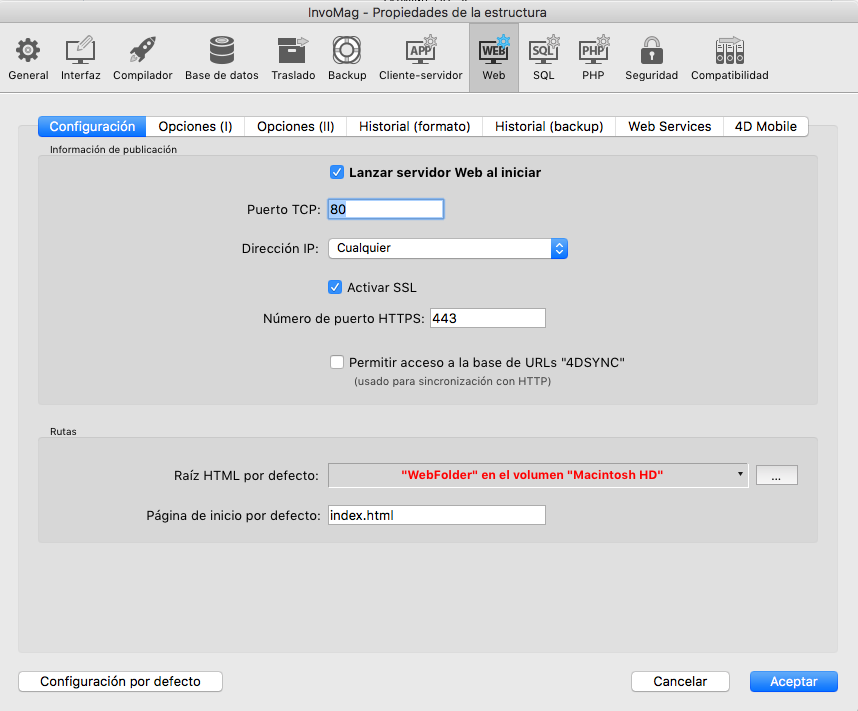 InvoMag - Propiedades de la estructura
APP WEB SQL PHP
General Interfaz Compilador Base de datos Traslado Backup Cliente-servidor Web SQL PHP Seguridad Compatibilidad
Configuración Opciones (I) Opciones (II) Historial (formato) Historial (backup) Web Services 4D Mobile
Información de publicación
Lanzar servidor Web al iniciar
Puerto TCP: 80
Dirección IP: Cualquier
Activar SSL
Número de puerto HTTPS: 443
Permitir acceso a la base de URLs "4DSYNC"
(usado para sincronización con HTTP)
Rutas
Raíz HTML por defecto: "WebFolder" en el volumen "Macintosh HD" ...
Página de inicio por defecto: index.html
Configuración por defecto Cancelar Aceptar